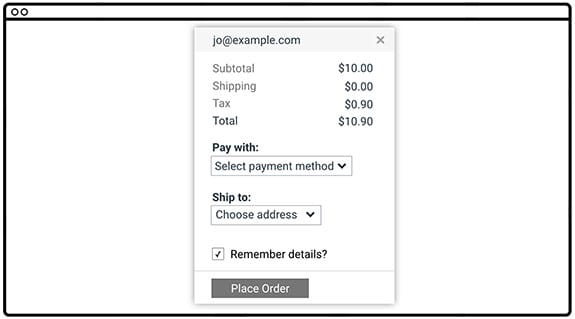 jo@example.com ×
Subtotal $10.00
Shipping $0.00
Tax $0.90
Total $10.90
Pay with:
Select payment method
Ship to:
Choose address
Remember details?
Place Order